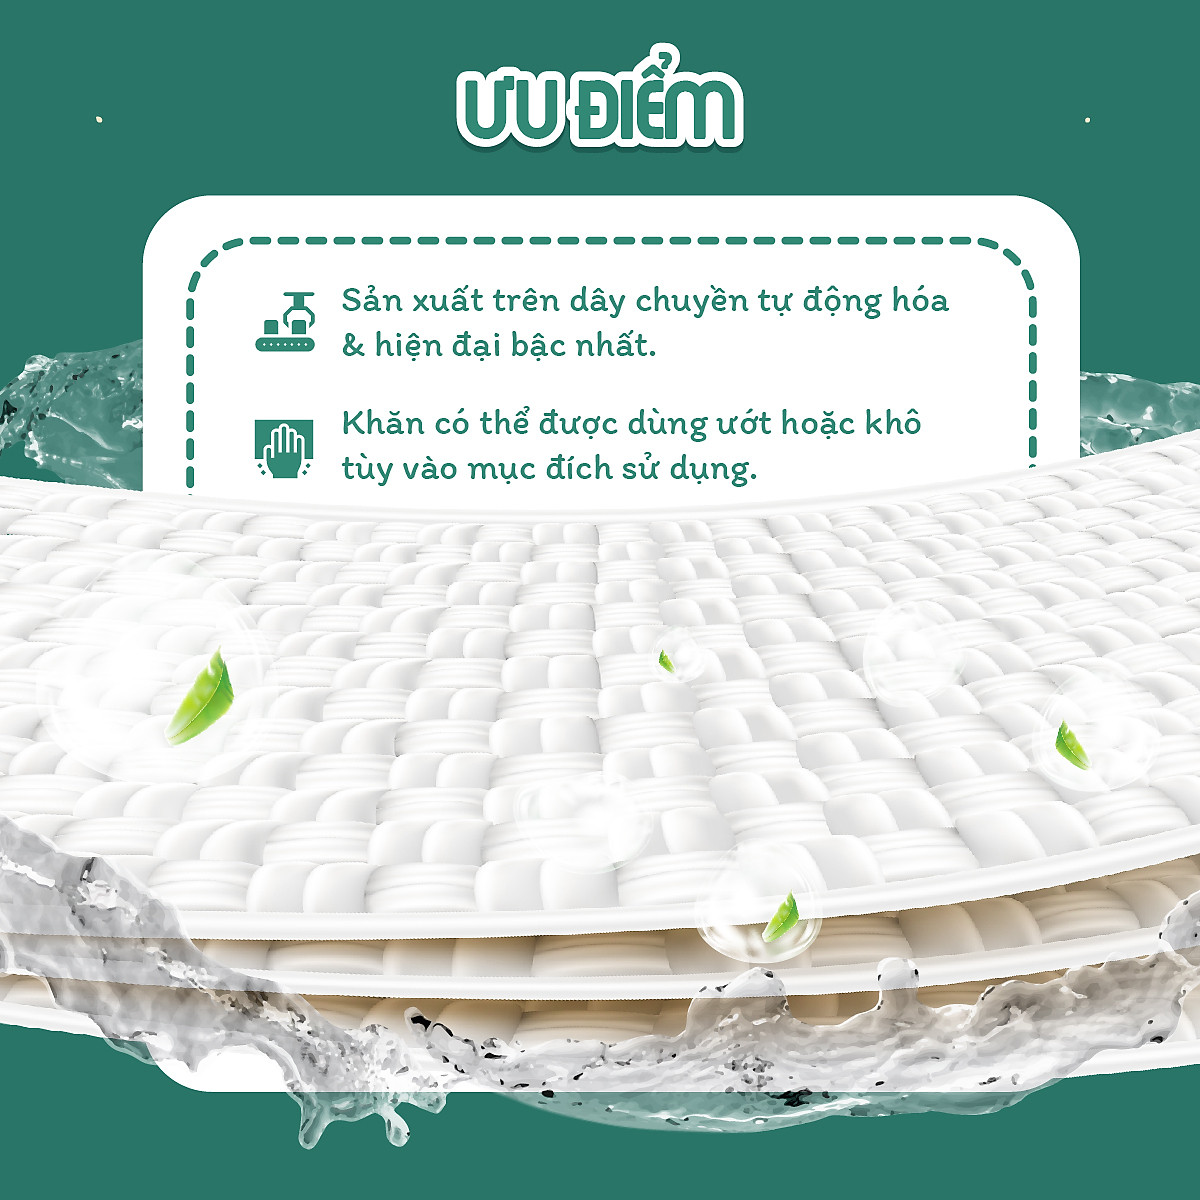 ƯU ĐIỂM
Sản xuất trên dây chuyền tự động hóa
& hiện đại bậc nhất.
Khăn có thể được dùng ướt hoặc khô
tùy vào mục đích sử dụng.